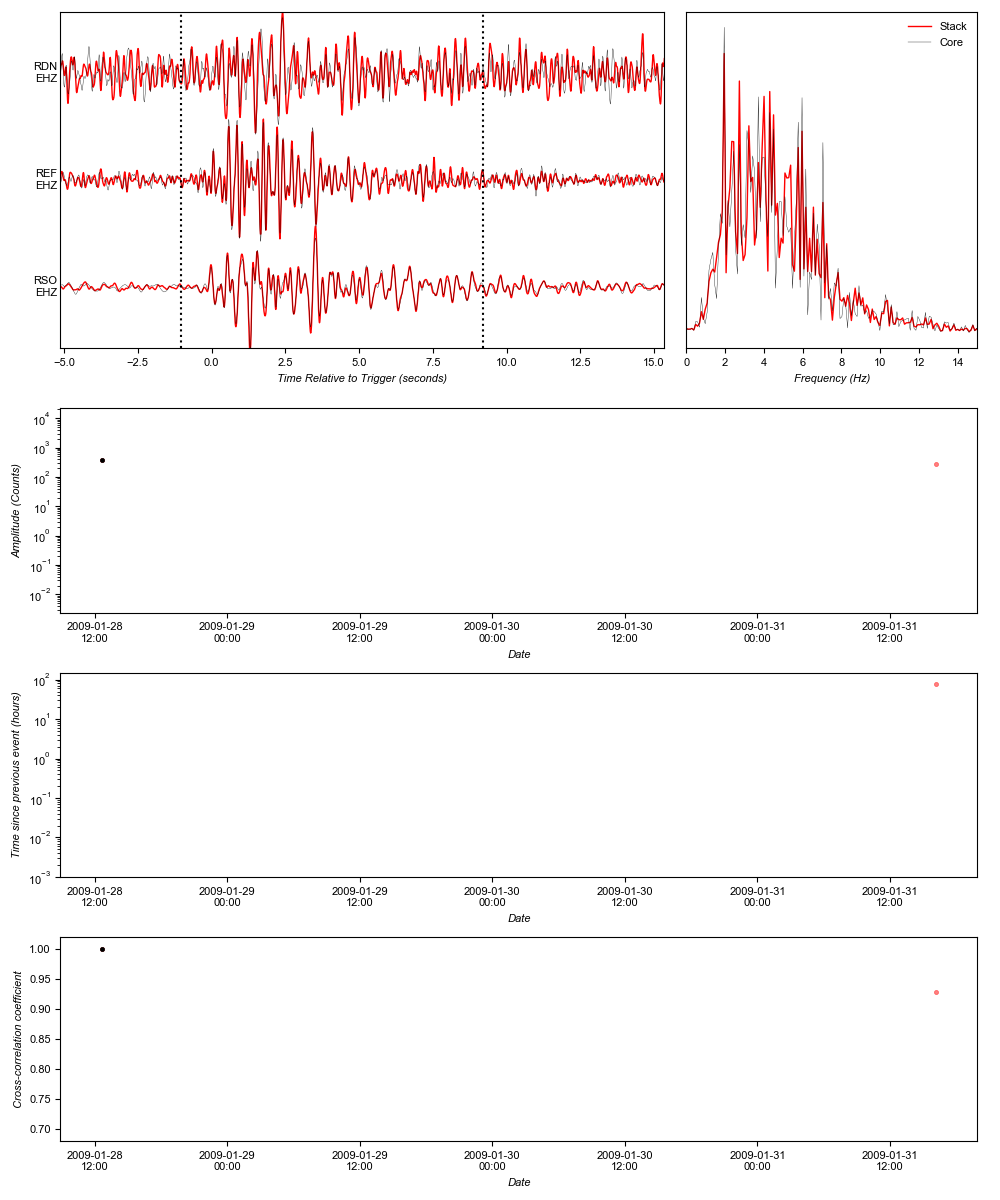 RDN
EHZ
REF
EHZ
RSO
EHZ
−5.0 −2.5 0.0 2.5 5.0 7.5 10.0 12.5 15.0
Time Relative to Trigger (seconds)
Stack
Core
0 2 4 6 8 10 12 14
Frequency (Hz)
10⁴
10³
10²
10¹
10⁰
10⁻¹
10⁻²
Amplitude (Counts)
2009-01-28 2009-01-29 2009-01-29 2009-01-30 2009-01-30 2009-01-31 2009-01-31
12:00 00:00 12:00 00:00 12:00 00:00 12:00
Date
10²
10¹
10⁰
10⁻¹
10⁻²
10⁻³
Time since previous event (hours)
2009-01-28 2009-01-29 2009-01-29 2009-01-30 2009-01-30 2009-01-31 2009-01-31
12:00 00:00 12:00 00:00 12:00 00:00 12:00
Date
1.00
0.95
0.90
0.85
0.80
0.75
0.70
Cross-correlation coefficient
2009-01-28 2009-01-29 2009-01-29 2009-01-30 2009-01-30 2009-01-31 2009-01-31
12:00 00:00 12:00 00:00 12:00 00:00 12:00
Date